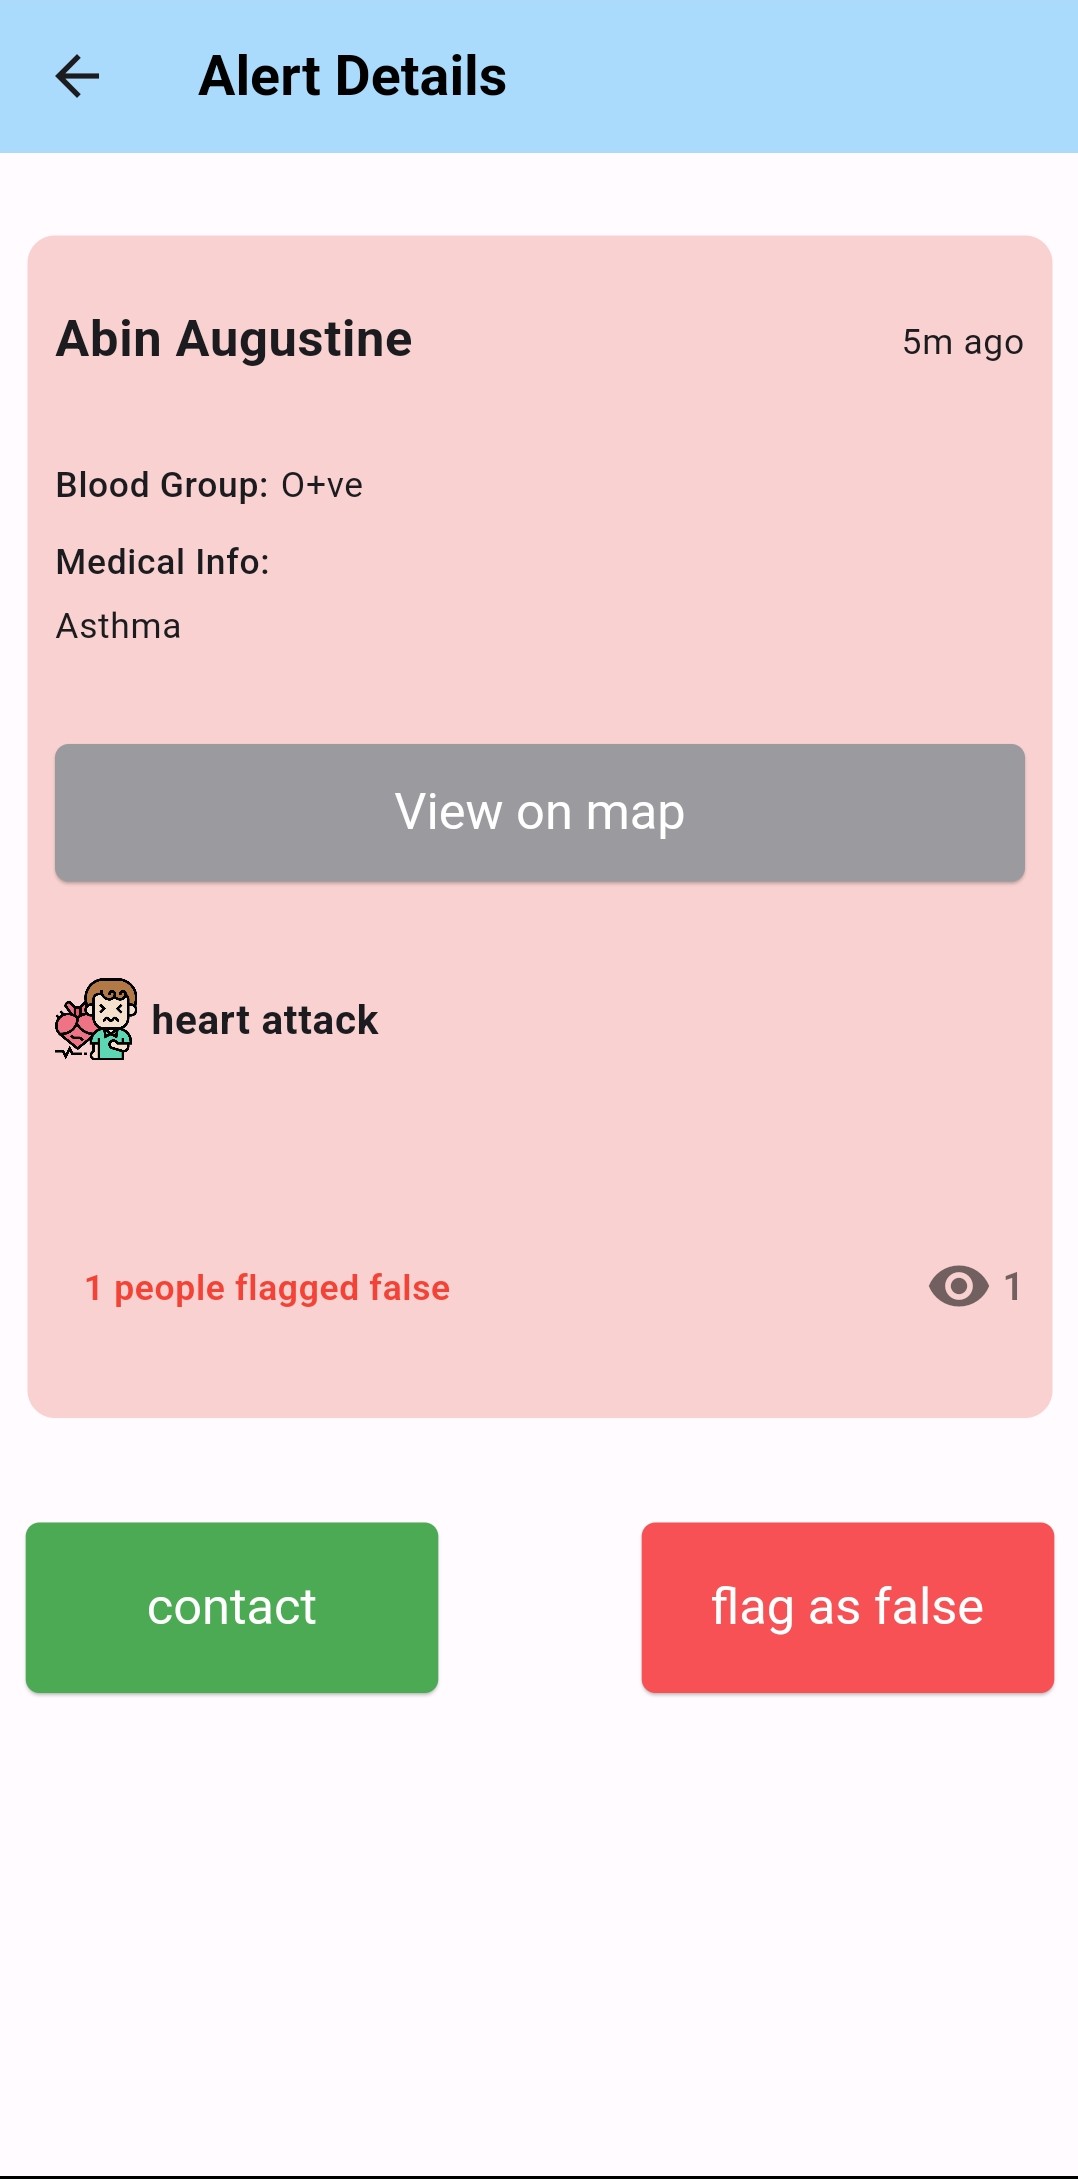 Alert Details
Abin Augustine
5m ago
Blood Group: O+ve
Medical Info:
Asthma
View on map
heart attack
1 people flagged false
1
contact
flag as false